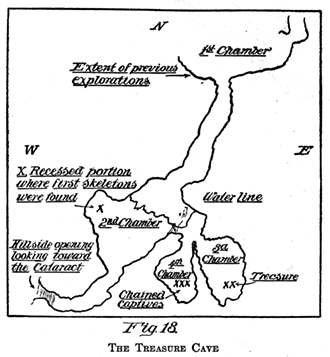 N
1st Chamber
Extent of previous
explorations
W
E
X, Recessed portion
where first skeletons
were found
Water line
X
2nd Chamber
3d
Chamber
Hillside opening
looking toward
the Cataract
4th
Chamber
XXX
XX
Treasure
Chained
Captives
Fig. 18.
THE TREASURE CAVE